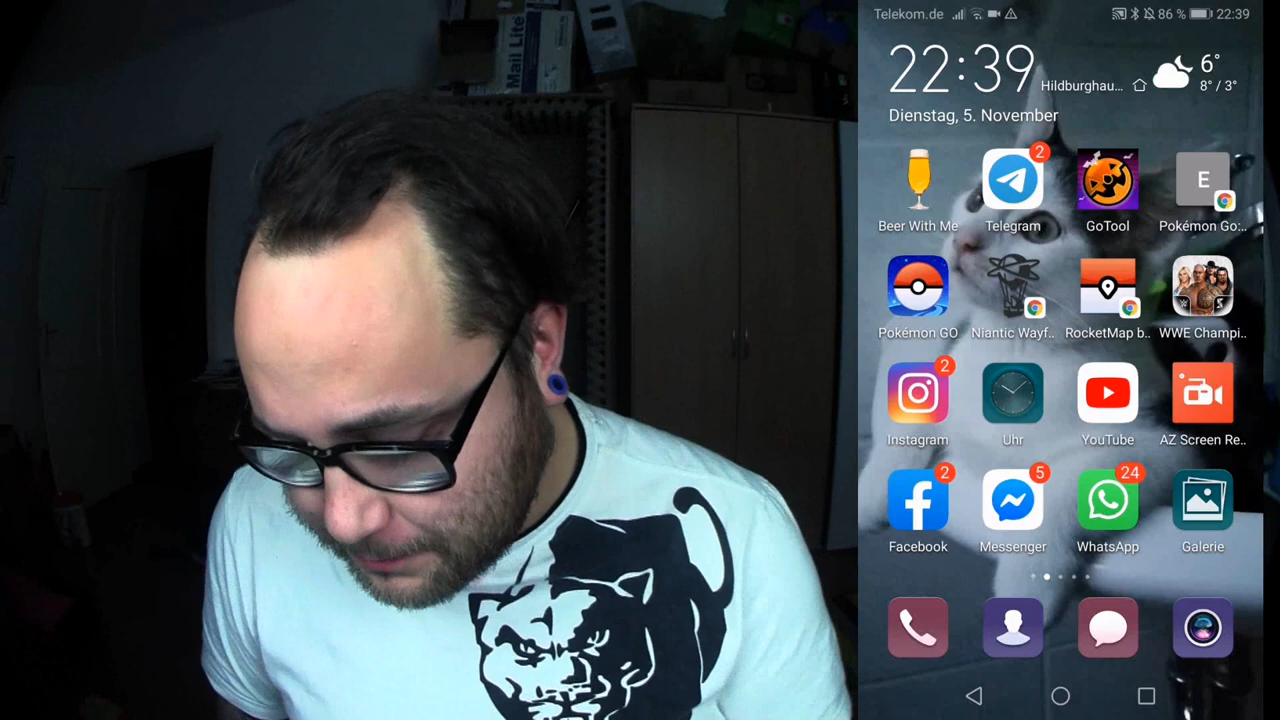 Mail Lite
Telekom.de
86 %
22:39
22:39
Hildburghau...
6°
8° / 3°
Dienstag, 5. November
2
E
Beer With Me
Telegram
GoTool
Pokémon Go:..
Pokémon GO
Niantic Wayf..
RocketMap b..
WWE Champi..
2
Instagram
Uhr
YouTube
AZ Screen Re..
2
5
24
Facebook
Messenger
WhatsApp
Galerie